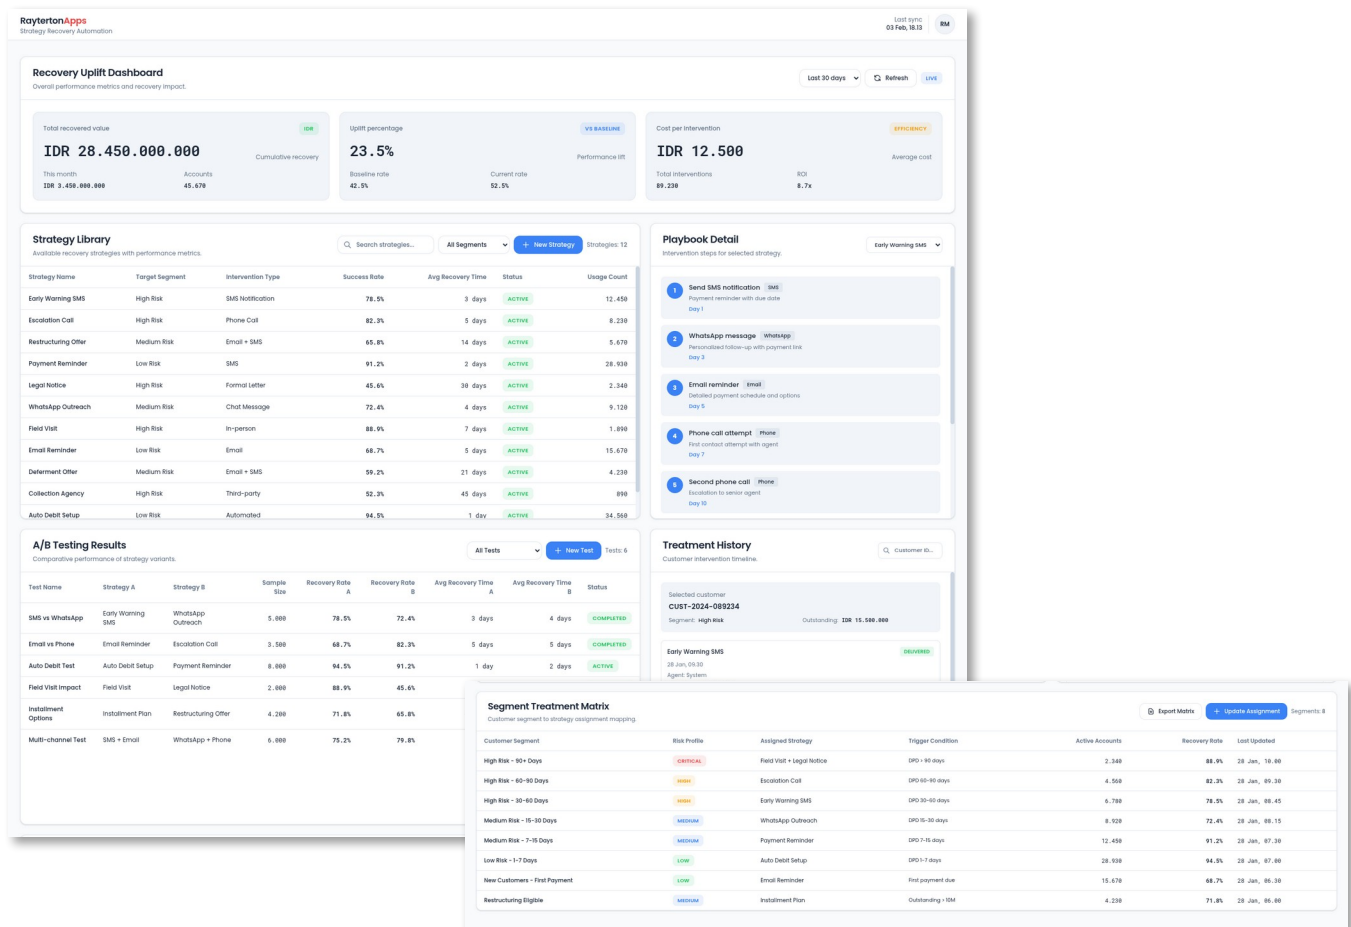 RaytertonApps
Strategy Recovery Automation
Last sync
03 Feb, 18.13
RM
Recovery Uplift Dashboard
Overall performance metrics and recovery impact.
Last 30 days
Refresh
LIVE
Total recovered value
IDR
IDR 28.450.000.000
Cumulative recovery
This month
Accounts
IDR 3.450.000.000
45.670
Uplift percentage
VS BASELINE
23.5%
Performance lift
Baseline rate
Current rate
42.5%
52.5%
Cost per intervention
EFFICIENCY
IDR 12.500
Average cost
Total interventions
ROI
89.230
8.7x
Strategy Library
Available recovery strategies with performance metrics.
Search strategies...
All Segments
+ New Strategy
Strategies: 12
Strategy Name Target Segment Intervention Type Success Rate Avg Recovery Time Status Usage Count
Early Warning SMS High Risk SMS Notification 78.5% 3 days ACTIVE 12.450
Escalation Call High Risk Phone Call 82.3% 5 days ACTIVE 8.230
Restructuring Offer Medium Risk Email + SMS 65.8% 14 days ACTIVE 5.670
Payment Reminder Low Risk SMS 91.2% 2 days ACTIVE 28.930
Legal Notice High Risk Formal Letter 45.6% 30 days ACTIVE 2.340
WhatsApp Outreach Medium Risk Chat Message 72.4% 4 days ACTIVE 9.120
Field Visit High Risk In-person 88.9% 7 days ACTIVE 1.890
Email Reminder Low Risk Email 68.7% 5 days ACTIVE 15.670
Deferment Offer Medium Risk Email + SMS 59.2% 21 days ACTIVE 4.230
Collection Agency High Risk Third-party 52.3% 45 days ACTIVE 890
Auto Debit Setup Low Risk Automated 94.5% 1 day ACTIVE 34.560
Playbook Detail
Intervention steps for selected strategy.
Early Warning SMS
1 Send SMS notification SMS
Payment reminder with due date
Day 1
2 WhatsApp message WhatsApp
Personalized follow-up with payment link
Day 3
3 Email reminder Email
Detailed payment schedule and options
Day 5
4 Phone call attempt Phone
First contact attempt with agent
Day 7
5 Second phone call Phone
Escalation to senior agent
Day 10
A/B Testing Results
Comparative performance of strategy variants.
All Tests
+ New Test
Tests: 6
Test Name Strategy A Strategy B Sample Size Recovery Rate A Recovery Rate B Avg Recovery Time A Avg Recovery Time B Status
SMS vs WhatsApp Early Warning SMS WhatsApp Outreach 5.000 78.5% 72.4% 3 days 4 days COMPLETED
Email vs Phone Email Reminder Escalation Call 3.500 68.7% 82.3% 5 days 5 days COMPLETED
Auto Debit Test Auto Debit Setup Payment Reminder 8.000 94.5% 91.2% 1 day 2 days ACTIVE
Field Visit Impact Field Visit Legal Notice 2.000 88.9% 45.6%
Installment Options Installment Plan Restructuring Offer 4.200 71.8% 65.8%
Multi-channel Test SMS + Email WhatsApp + Phone 6.000 75.2% 79.8%
Treatment History
Customer intervention timeline.
Customer ID...
Selected customer
CUST-2024-089234
Segment: High Risk Outstanding: IDR 15.500.000
Early Warning SMS DELIVERED
28 Jan, 09.30
Agent: System
Segment Treatment Matrix
Customer segment to strategy assignment mapping.
Export Matrix
+ Update Assignment
Segments: 8
Customer Segment Risk Profile Assigned Strategy Trigger Condition Active Accounts Recovery Rate Last Updated
High Risk - 90+ Days CRITICAL Field Visit + Legal Notice DPD > 90 days 2.340 88.9% 28 Jan, 10.00
High Risk - 60-90 Days HIGH Escalation Call DPD 60-90 days 4.560 82.3% 28 Jan, 09.30
High Risk - 30-60 Days HIGH Early Warning SMS DPD 30-60 days 6.780 78.5% 28 Jan, 08.45
Medium Risk - 15-30 Days MEDIUM WhatsApp Outreach DPD 15-30 days 8.920 72.4% 28 Jan, 08.15
Medium Risk - 7-15 Days MEDIUM Payment Reminder DPD 7-15 days 12.450 91.2% 28 Jan, 07.30
Low Risk - 1-7 Days LOW Auto Debit Setup DPD 1-7 days 28.930 94.5% 28 Jan, 07.00
New Customers - First Payment LOW Email Reminder First payment due 15.670 68.7% 28 Jan, 06.30
Restructuring Eligible MEDIUM Installment Plan Outstanding > 10M 4.230 71.8% 28 Jan, 06.00